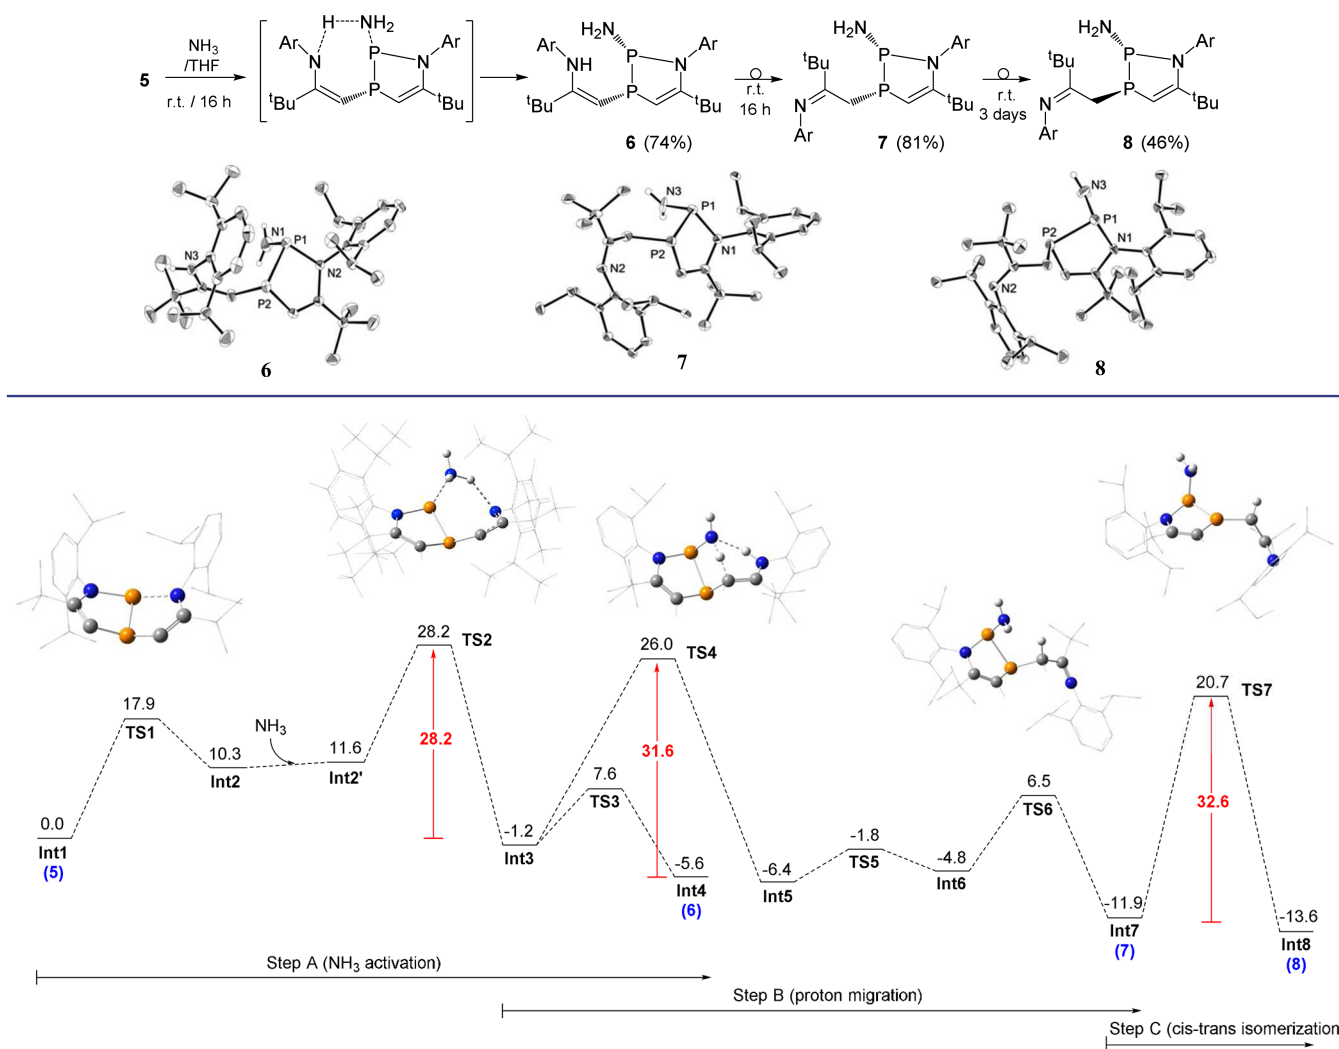 5 NH3 /THF r.t. / 16 h
H NH2
Ar N P N Ar
tBu P tBu
H2N
Ar NH P N Ar
tBu P tBu
6 (74%)
r.t.
16 h
H2N
tBu P N Ar
N P tBu
Ar
7 (81%)
r.t.
3 days
H2N
tBu P N Ar
N P tBu
Ar
8 (46%)
N1 P1
N3 N2
P2
6
N3 P1
N1
P2
N2
7
N3
P1
P2 N1
N2
8
28.2 TS2
26.0 TS4
20.7 TS7
17.9
TS1
NH3
10.3
Int2
11.6
Int2'
28.2
31.6
32.6
7.6
TS3
6.5
TS6
0.0
Int1
(5)
-1.2
Int3
-5.6
Int4
(6)
-6.4
Int5
-1.8
TS5
-4.8
Int6
-11.9
Int7
(7)
-13.6
Int8
(8)
Step A (NH3 activation)
Step B (proton migration)
Step C (cis-trans isomerization